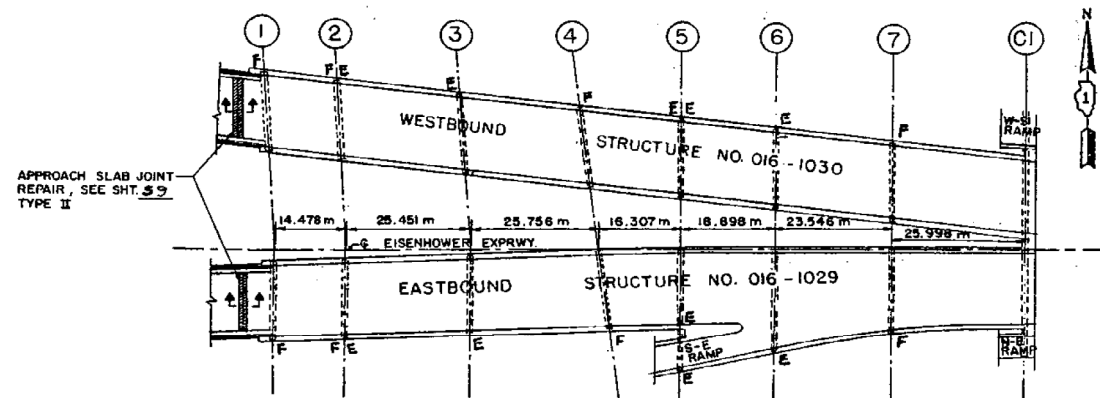 1 2 3 4 5 6 7 C1
N
1
F F E E F F E E F
WESTBOUND STRUCTURE NO. 016-1030
W-S RAMP
APPROACH SLAB JOINT
REPAIR, SEE SHT. 59
TYPE II
14.478 m 25.451 m 25.756 m 16.307 m 18.898 m 23.546 m 25.998 m
℄ EISENHOWER EXPRWY.
EASTBOUND STRUCTURE NO. 016-1029
F E E F E
S-E
RAMP
E E F
N-B
RAMP